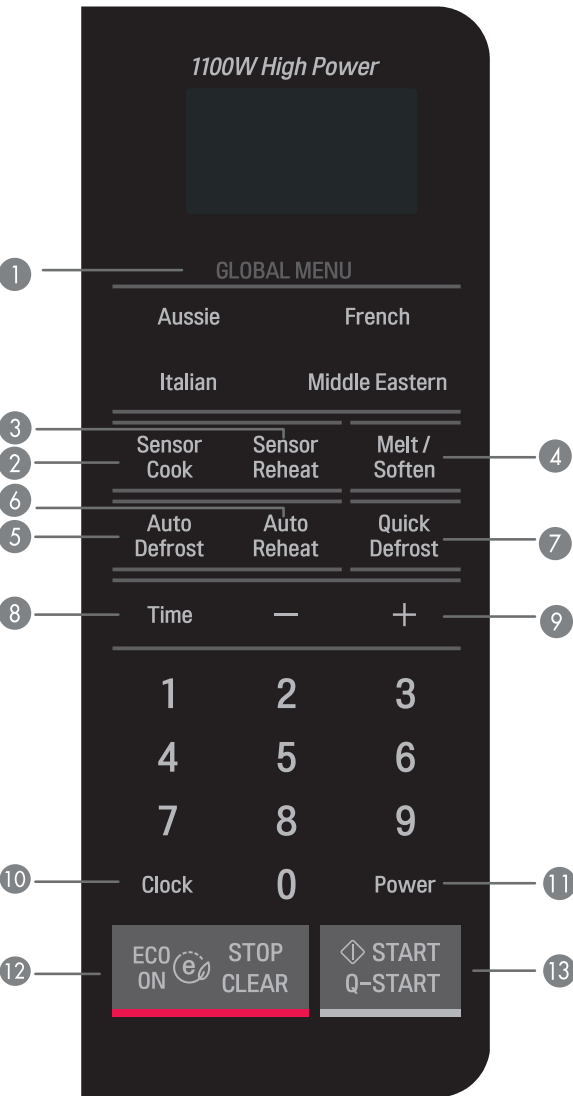 1100W High Power
1
GLOBAL MENU
Aussie French
Italian Middle Eastern
3
2
Sensor Cook
Sensor Reheat
Melt / Soften
4
6
5
Auto Defrost
Auto Reheat
Quick Defrost
7
8
Time − +
9
1 2 3
4 5 6
7 8 9
10
Clock 0 Power
11
12
ECO ON e STOP CLEAR
START Q-START
13